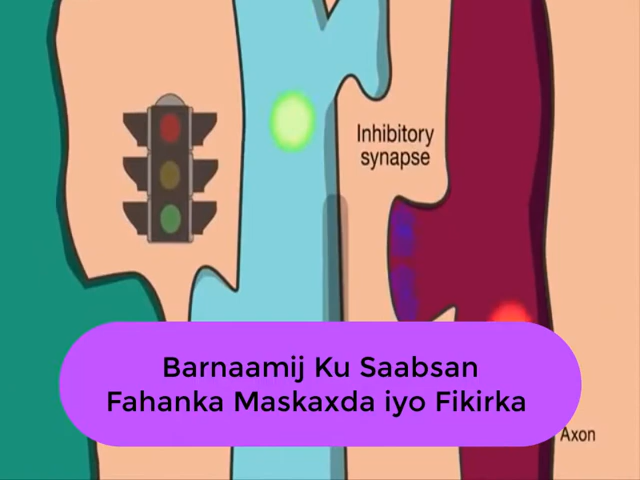 Inhibitory
synapse
Barnaamij Ku Saabsan
Fahanka Maskaxda iyo Fikirka
Axon